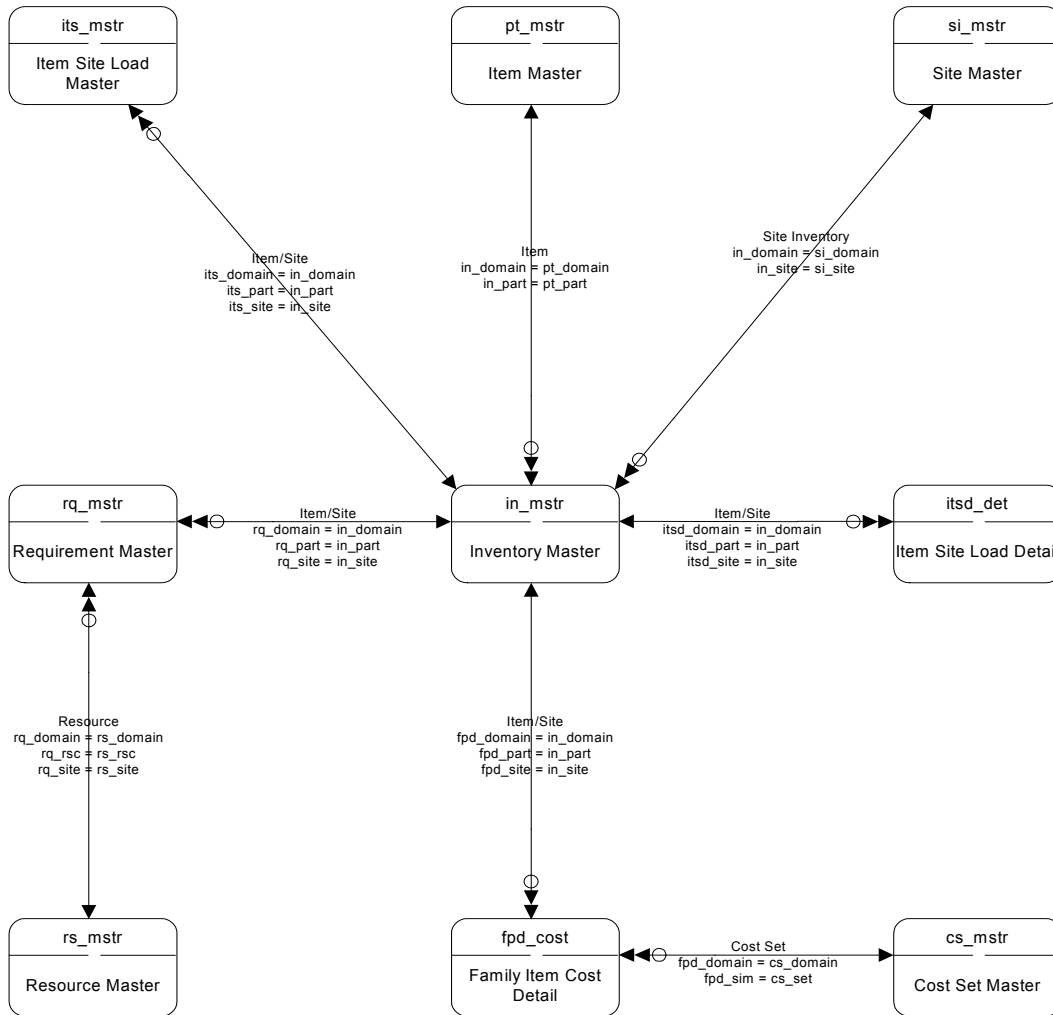 its_mstr
Item Site Load
Master
pt_mstr
Item Master
si_mstr
Site Master
Item/Site
its_domain = in_domain
its_part = in_part
its_site = in_site
Item
in_domain = pt_domain
in_part = pt_part
Site Inventory
in_domain = si_domain
in_site = si_site
rq_mstr
Requirement Master
Item/Site
rq_domain = in_domain
rq_part = in_part
rq_site = in_site
in_mstr
Inventory Master
Item/Site
itsd_domain = in_domain
itsd_part = in_part
itsd_site = in_site
itsd_det
Item Site Load Detail
Resource
rq_domain = rs_domain
rq_rsc = rs_rsc
rq_site = rs_site
Item/Site
fpd_domain = in_domain
fpd_part = in_part
fpd_site = in_site
rs_mstr
Resource Master
fpd_cost
Family Item Cost
Detail
Cost Set
fpd_domain = cs_domain
fpd_sim = cs_set
cs_mstr
Cost Set Master